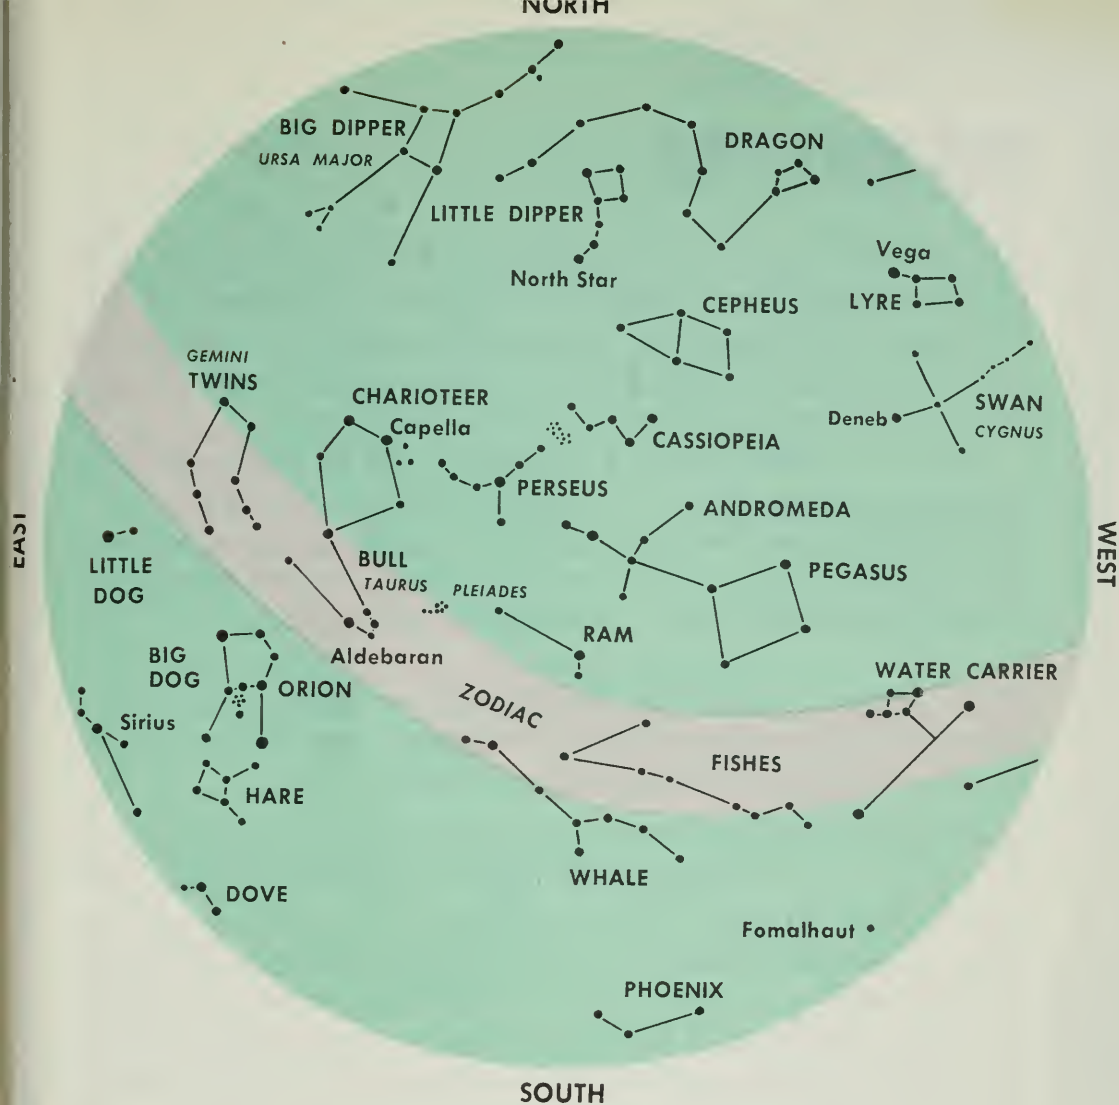 NORTH
BIG DIPPER
URSA MAJOR
DRAGON
LITTLE DIPPER
North Star
Vega
LYRE
CEPHEUS
GEMINI
TWINS
CHARIOTEER
Capella
Deneb
SWAN
CYGNUS
CASSIOPEIA
PERSEUS
ANDROMEDA
EAST
WEST
LITTLE
DOG
BULL
TAURUS
PLEIADES
PEGASUS
RAM
Aldebaran
BIG
DOG
ORION
WATER CARRIER
Sirius
ZODIAC
FISHES
HARE
WHALE
DOVE
Fomalhaut
PHOENIX
SOUTH